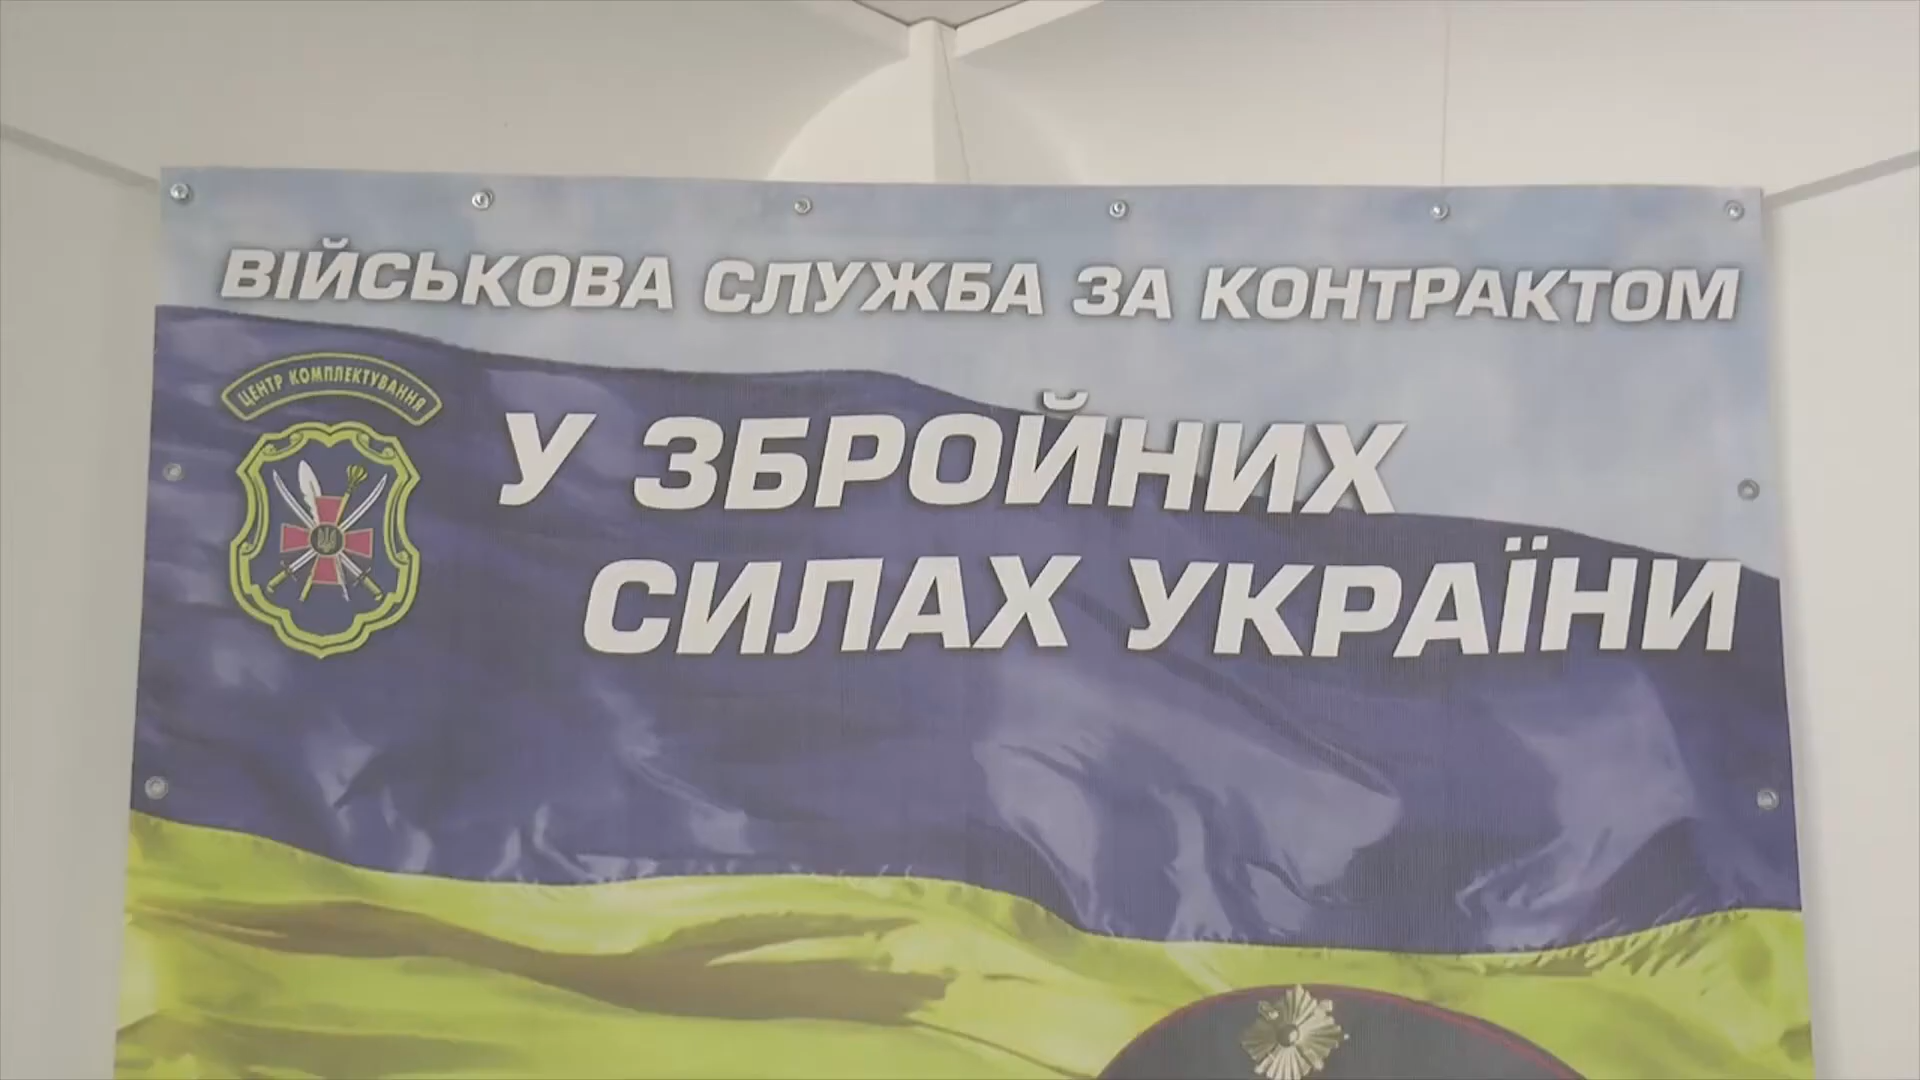 ВІЙСЬКОВА СЛУЖБА ЗА КОНТРАКТОМ
ЦЕНТР КОМПЛЕКТУВАННЯ
У ЗБРОЙНИХ
СИЛАХ УКРАЇНИ